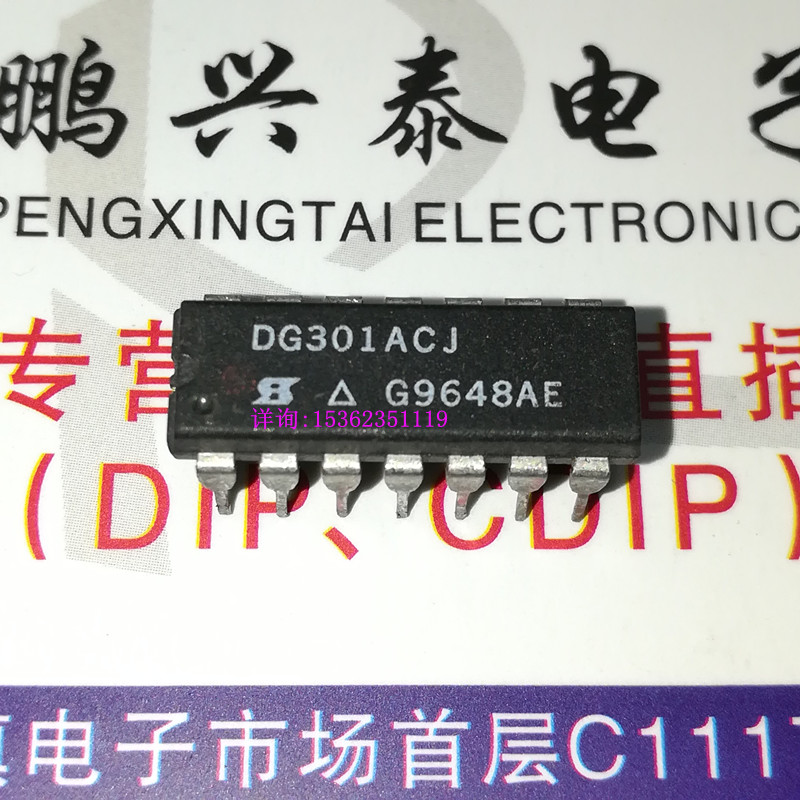 鹏兴泰电子
PENGXINGTAI ELECTRONIC
DG301ACJ
G9648AE
详询:15362351119
专营 直插
(DIP、CDIP)
电子市场首层C1117